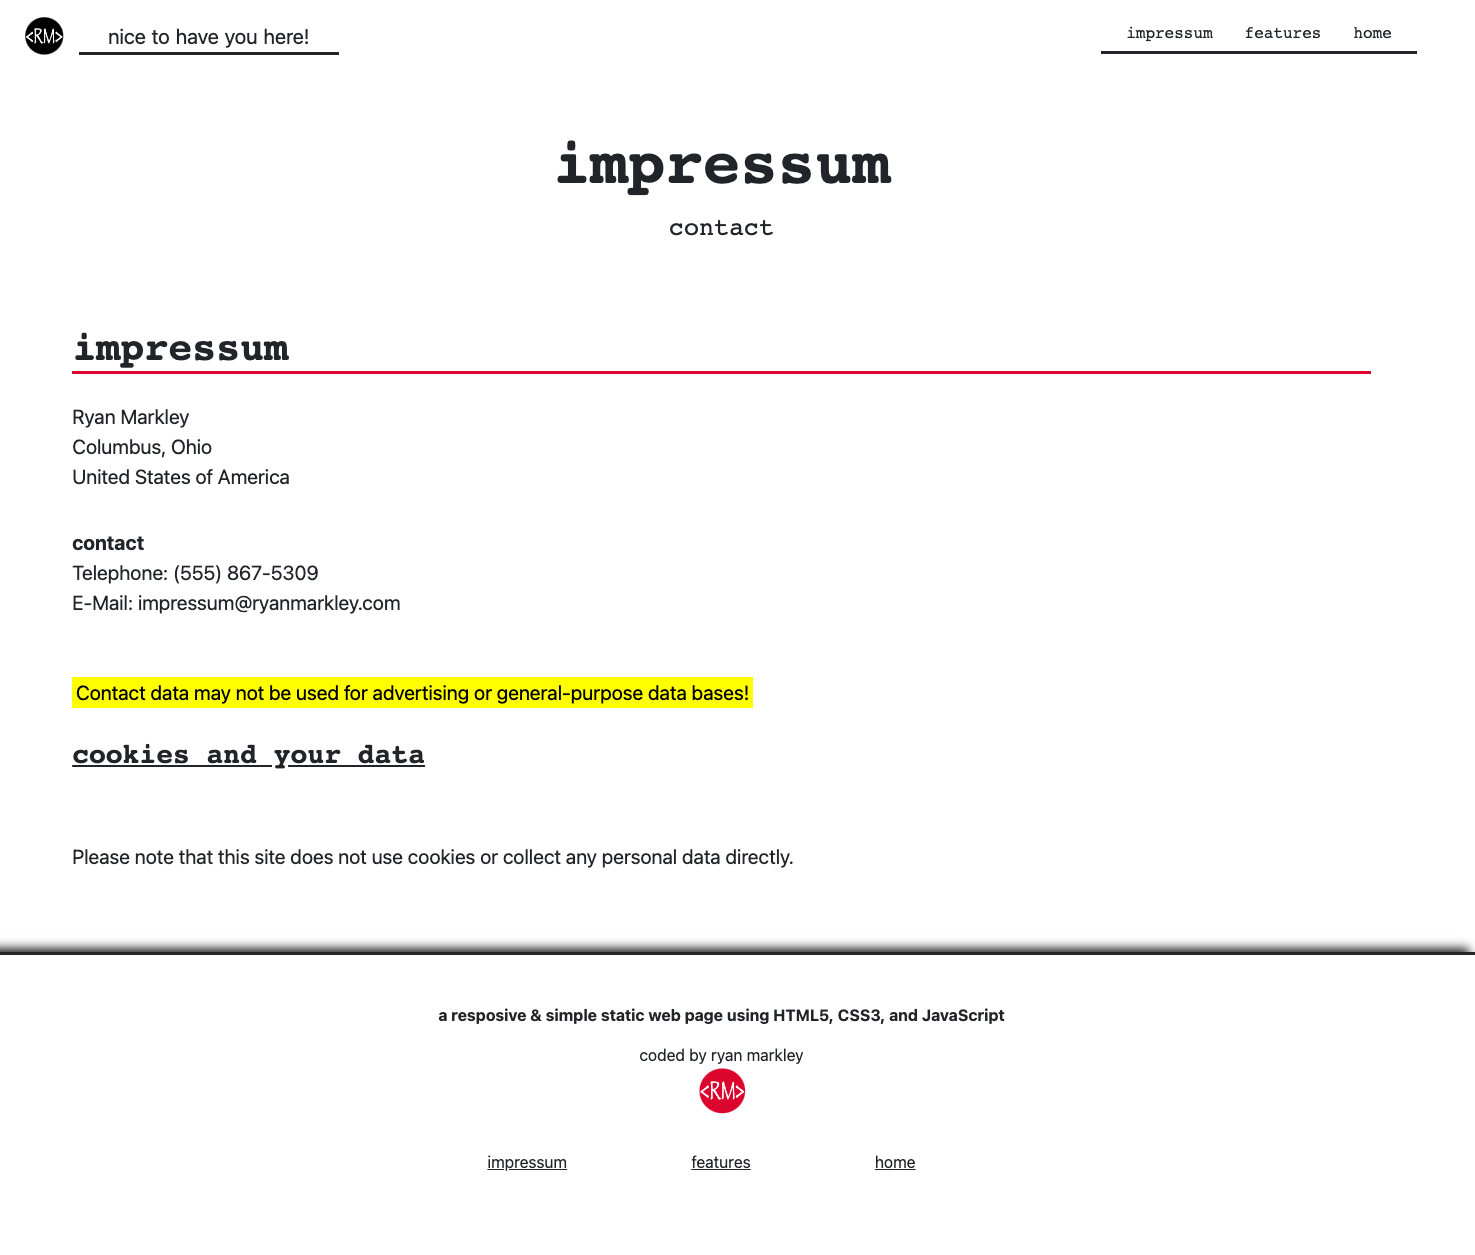 <RM>
nice to have you here!
impressum features home
impressum
contact
impressum
Ryan Markley
Columbus, Ohio
United States of America
contact
Telephone: (555) 867-5309
E-Mail: impressum@ryanmarkley.com
Contact data may not be used for advertising or general-purpose data bases!
cookies and your data
Please note that this site does not use cookies or collect any personal data directly.
a resposive & simple static web page using HTML5, CSS3, and JavaScript
coded by ryan markley
<RM>
impressum features home